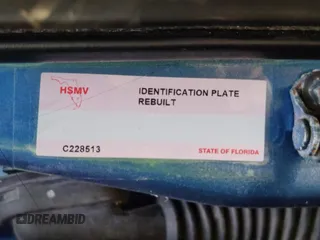 HSMV
IDENTIFICATION PLATE
REBUILT
C228513
STATE OF FLORIDA
DREAMBID